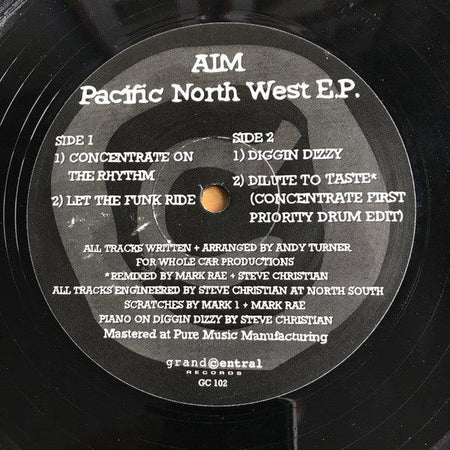 AIM
Pacific North West E.P.
SIDE 1
1) CONCENTRATE ON
THE RHYTHM
2) LET THE FUNK RIDE
SIDE 2
1) DIGGIN DIZZY
2) DILUTE TO TASTE*
(CONCENTRATE FIRST
PRIORITY DRUM EDIT)
ALL TRACKS WRITTEN + ARRANGED BY ANDY TURNER
FOR WHOLE CAR PRODUCTIONS
*REMIXED BY MARK RAE + STEVE CHRISTIAN
ALL TRACKS ENGINEERED BY STEVE CHRISTIAN AT NORTH SOUTH
SCRATCHES BY MARK 1 + MARK RAE
PIANO ON DIGGIN DIZZY BY STEVE CHRISTIAN
Mastered at Pure Music Manufacturing
grand©entral
RECORDS
GC 102